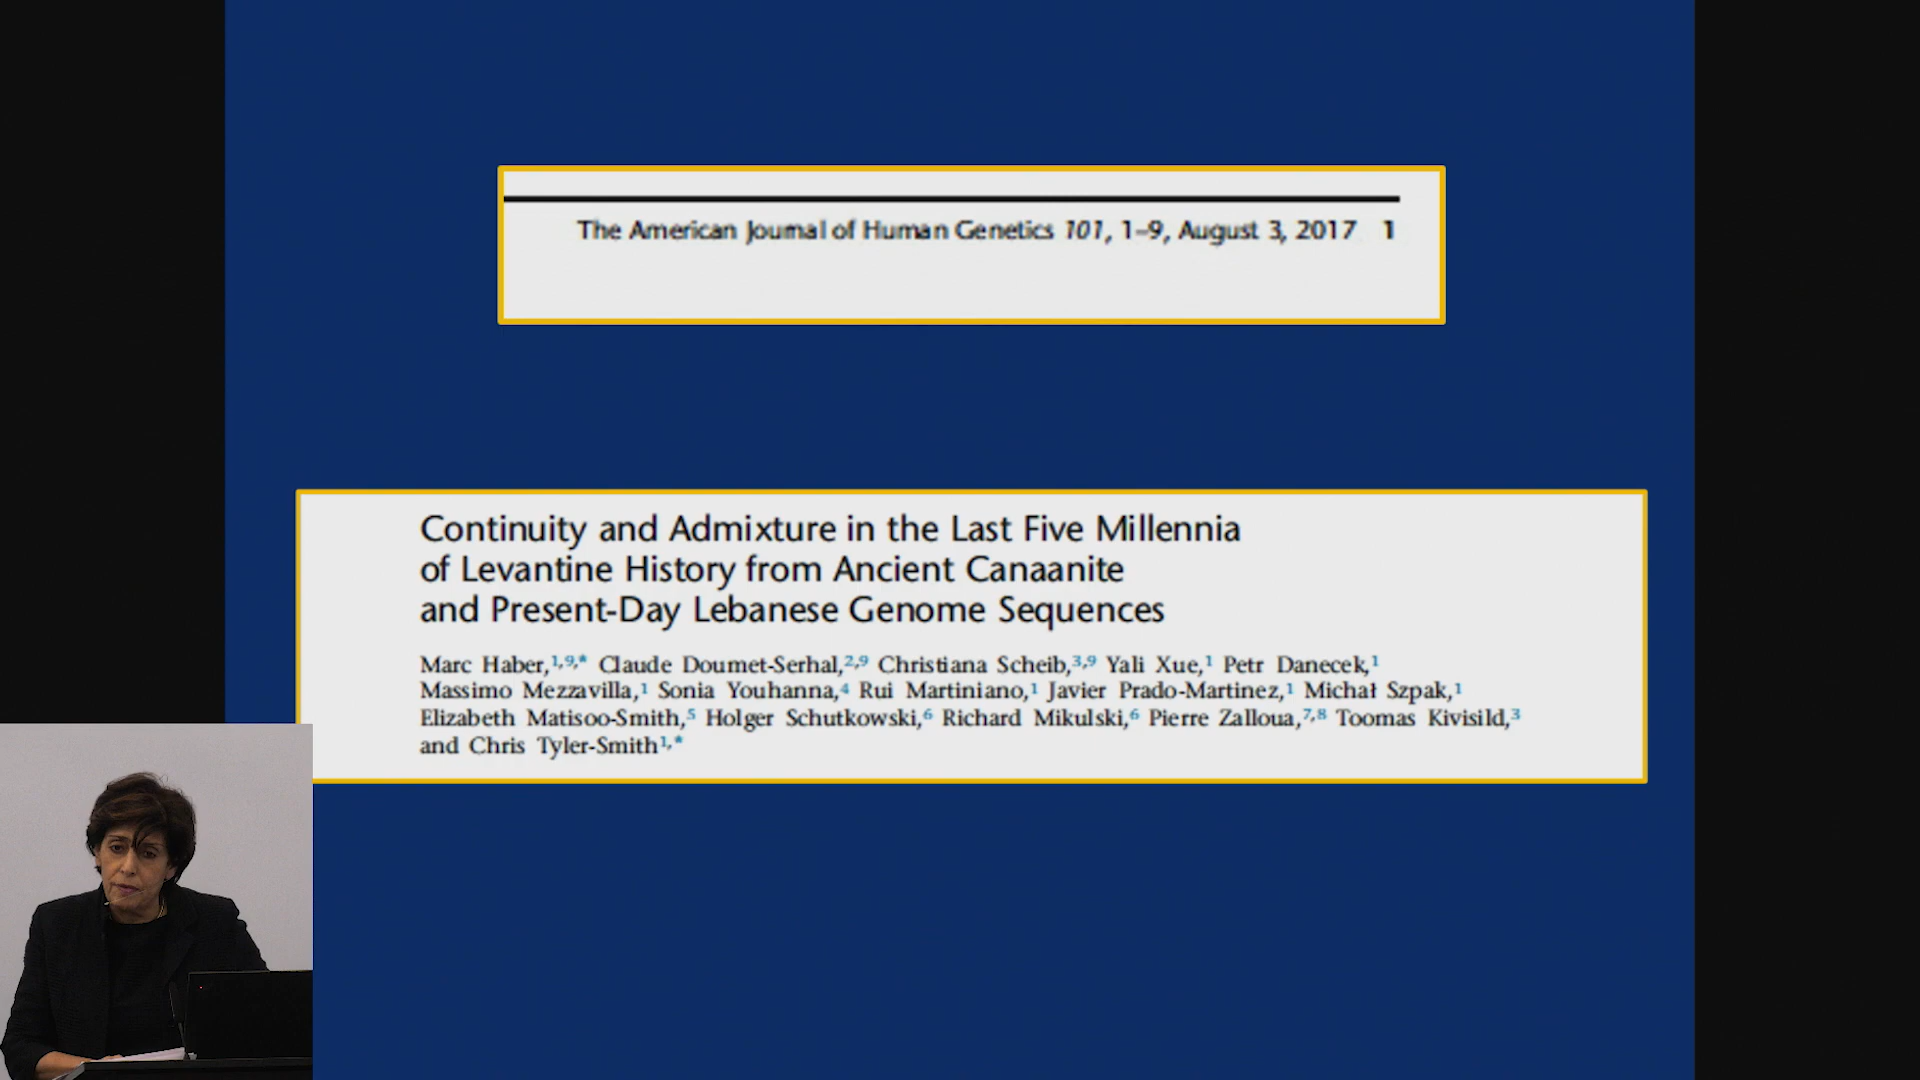 The American Journal of Human Genetics 101, 1–9, August 3, 2017 1
Continuity and Admixture in the Last Five Millennia
of Levantine History from Ancient Canaanite
and Present-Day Lebanese Genome Sequences
Marc Haber,1,9,* Claude Doumet-Serhal,2,9 Christiana Scheib,3,9 Yali Xue,1 Petr Danecek,1
Massimo Mezzavilla,1 Sonia Youhanna,4 Rui Martiniano,1 Javier Prado-Martinez,1 Michał Szpak,1
Elizabeth Matisoo-Smith,5 Holger Schutkowski,6 Richard Mikulski,6 Pierre Zalloua,7,8 Toomas Kivisild,3
and Chris Tyler-Smith1,*